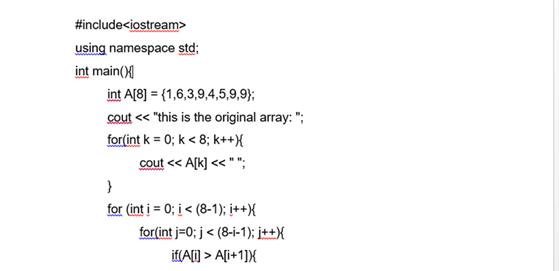 #include<iostream>
using namespace std;
int main(){
int A[8] = {1,6,3,9,4,5,9,9};
cout << "this is the original array: ";
for(int k = 0; k < 8; k++){
cout << A[k] << " ";
}
for (int i = 0; i < (8-1); i++){
for(int j=0; j < (8-i-1); j++){
if(A[i] > A[i+1]){